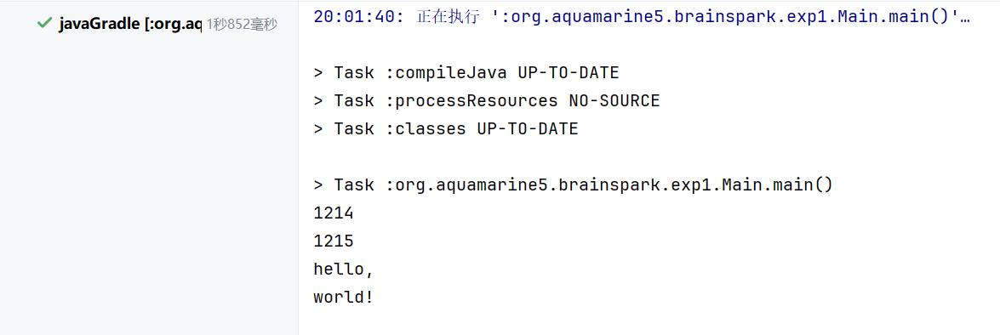 javaGradle [:org.aq 1秒852毫秒
20:01:40: 正在执行 ':org.aquamarine5.brainspark.exp1.Main.main()'…
> Task :compileJava UP-TO-DATE
> Task :processResources NO-SOURCE
> Task :classes UP-TO-DATE
> Task :org.aquamarine5.brainspark.exp1.Main.main()
1214
1215
hello,
world!